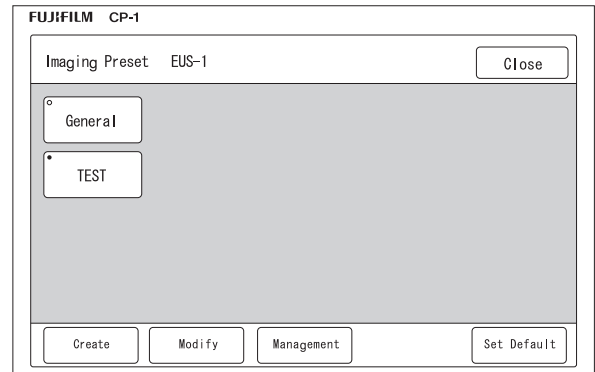 FUJIFILM CP-1
Imaging Preset EUS-1 Close
General
TEST
Create Modify Management Set Default